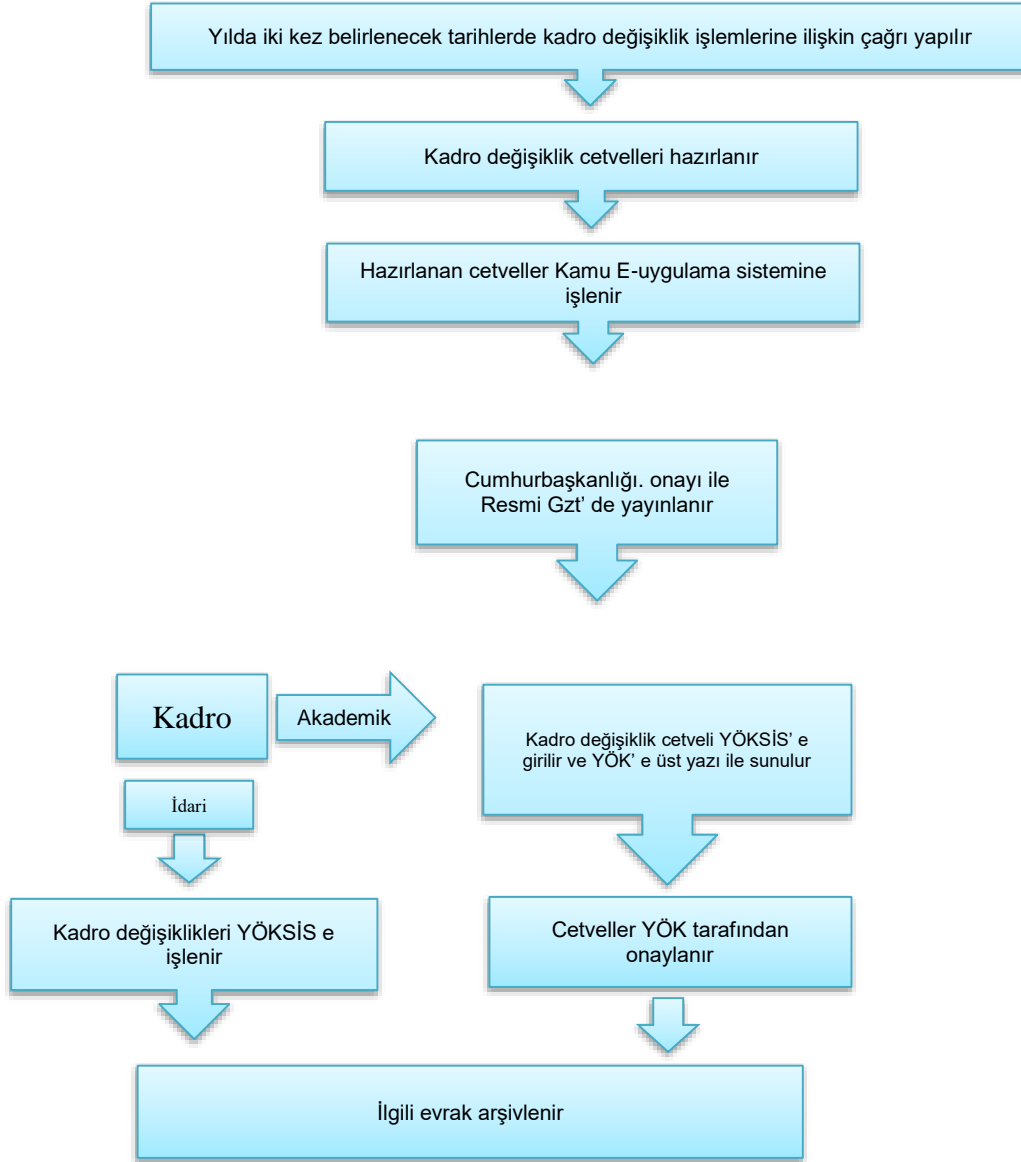 Yılda iki kez belirlenecek tarihlerde kadro değişiklik işlemlerine ilişkin çağrı yapılır
Kadro değişiklik cetvelleri hazırlanır
Hazırlanan cetveller Kamu E-uygulama sistemine
işlenir
Cumhurbaşkanlığı. onayı ile
Resmi Gzt' de yayınlanır
Kadro
Akademik
Kadro değişiklik cetveli YÖKSİS' e
girilir ve YÖK' e üst yazı ile sunulur
İdari
Kadro değişiklikleri YÖKSİS e
işlenir
Cetveller YÖK tarafından
onaylanır
İlgili evrak arşivlenir